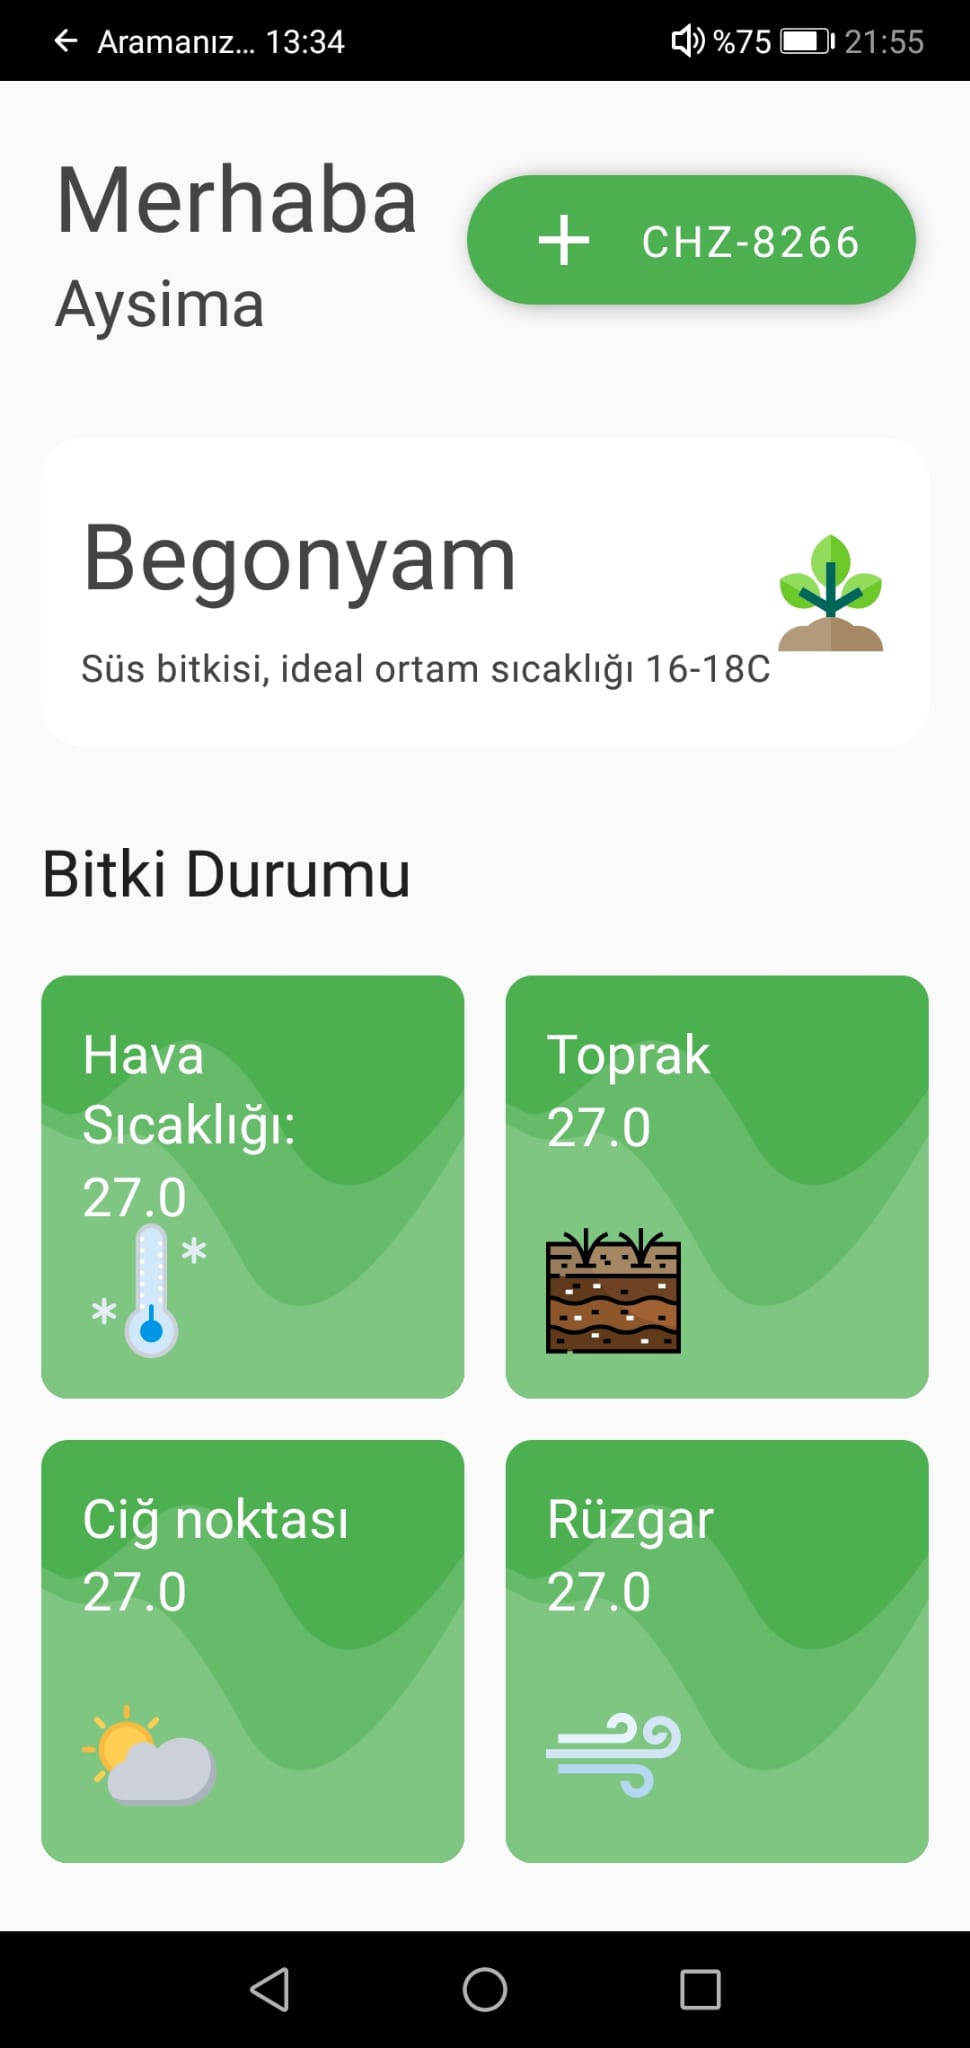 Aramanız... 13:34
%75 21:55
Merhaba
Aysima
CHZ-8266
Begonyam
Süs bitkisi, ideal ortam sıcaklığı 16-18C
Bitki Durumu
Hava
Sıcaklığı:
27.0
Toprak
27.0
Ciğ noktası
27.0
Rüzgar
27.0